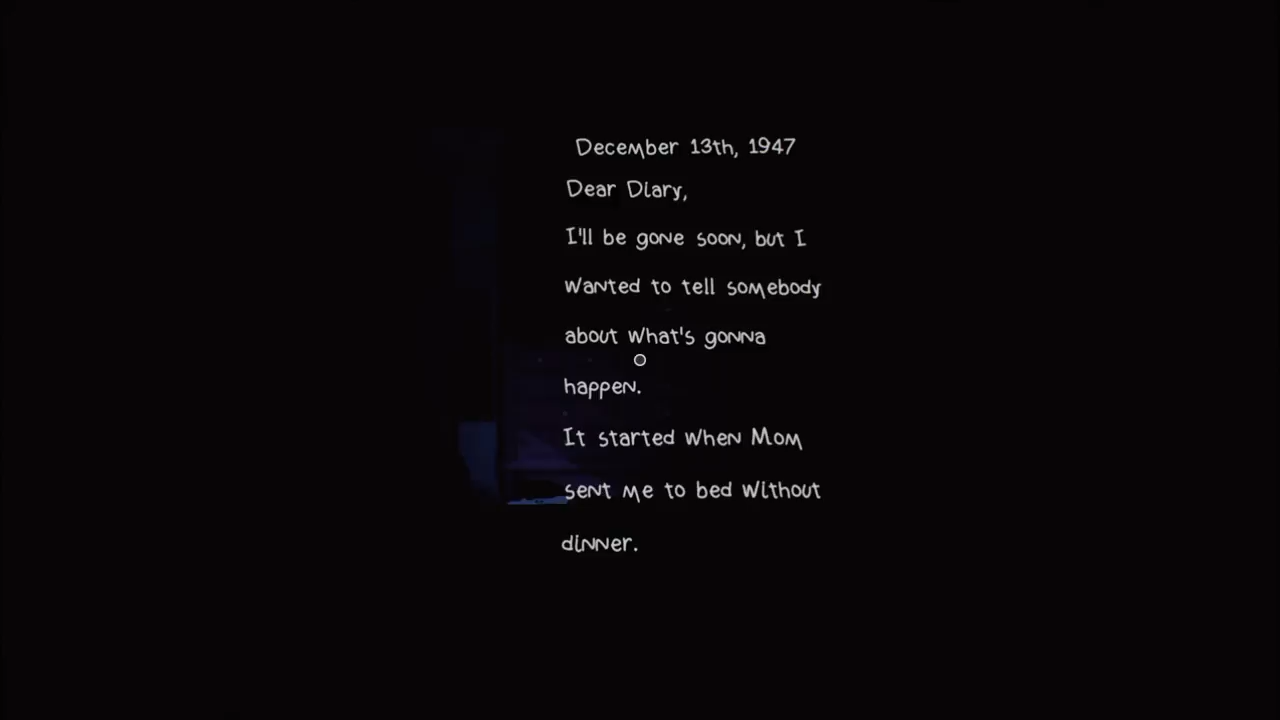 December 13th, 1947
Dear Diary,
I'll be gone soon, but I
wanted to tell somebody
about what's gonna
happen.
It started when Mom
sent me to bed without
dinner.